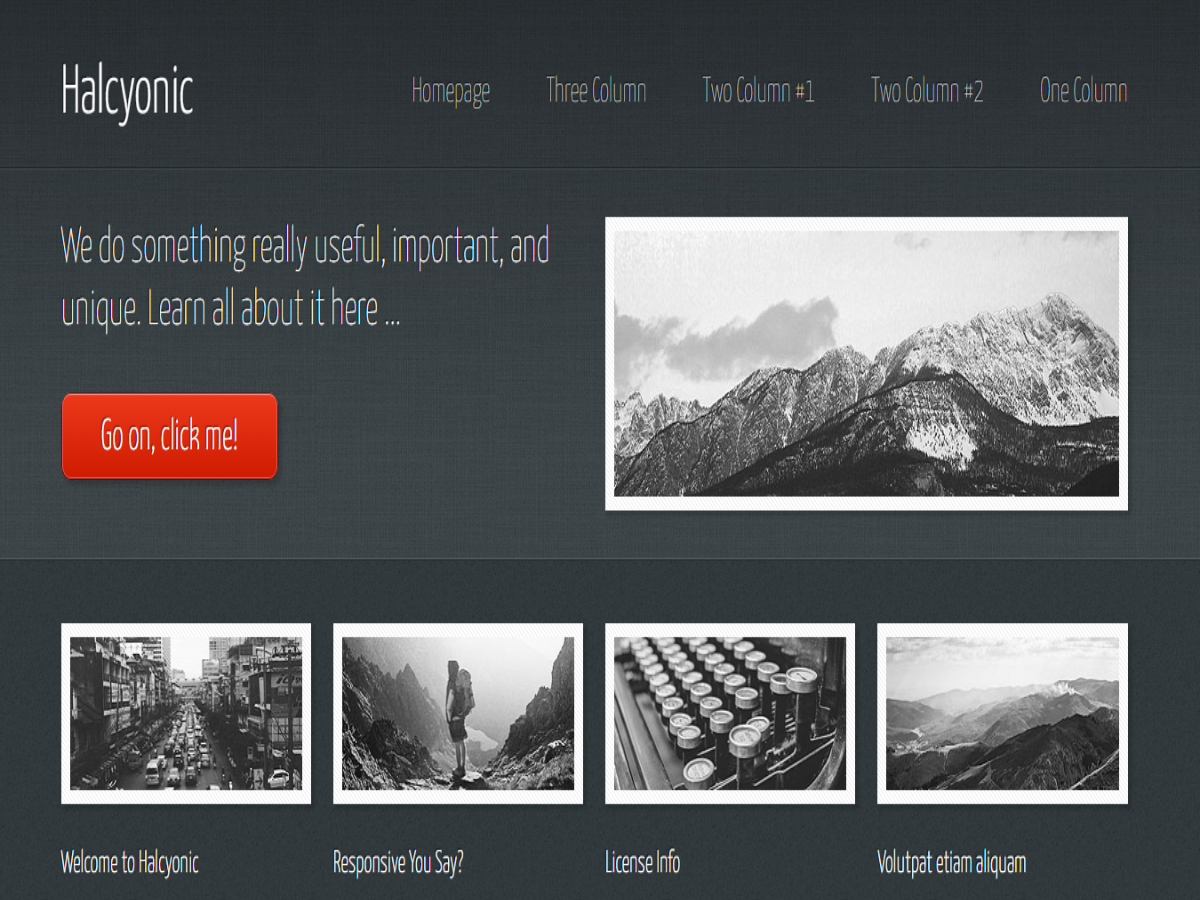 Halcyonic
Homepage
Three Column
Two Column #1
Two Column #2
One Column
We do something really useful, important, and
unique. Learn all about it here ...
Go on, click me!
Welcome to Halcyonic
Responsive You Say?
License Info
Volutpat etiam aliquam